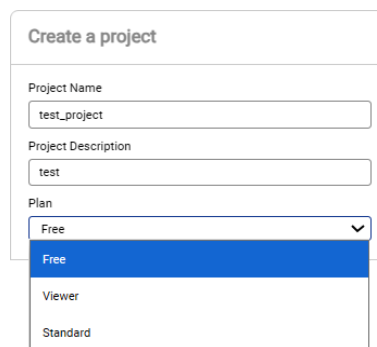 Create a project
Project Name
test_project
Project Description
test
Plan
Free
Free
Viewer
Standard